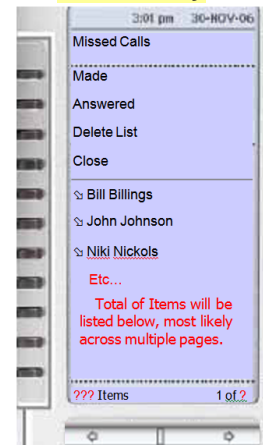 3:01 pm 30-NOV-06
Missed Calls
Made
Answered
Delete List
Close
Bill Billings
John Johnson
Niki Nickols
Etc...
Total of Items will be
listed below, most likely
across multiple pages.
??? Items 1 of ?